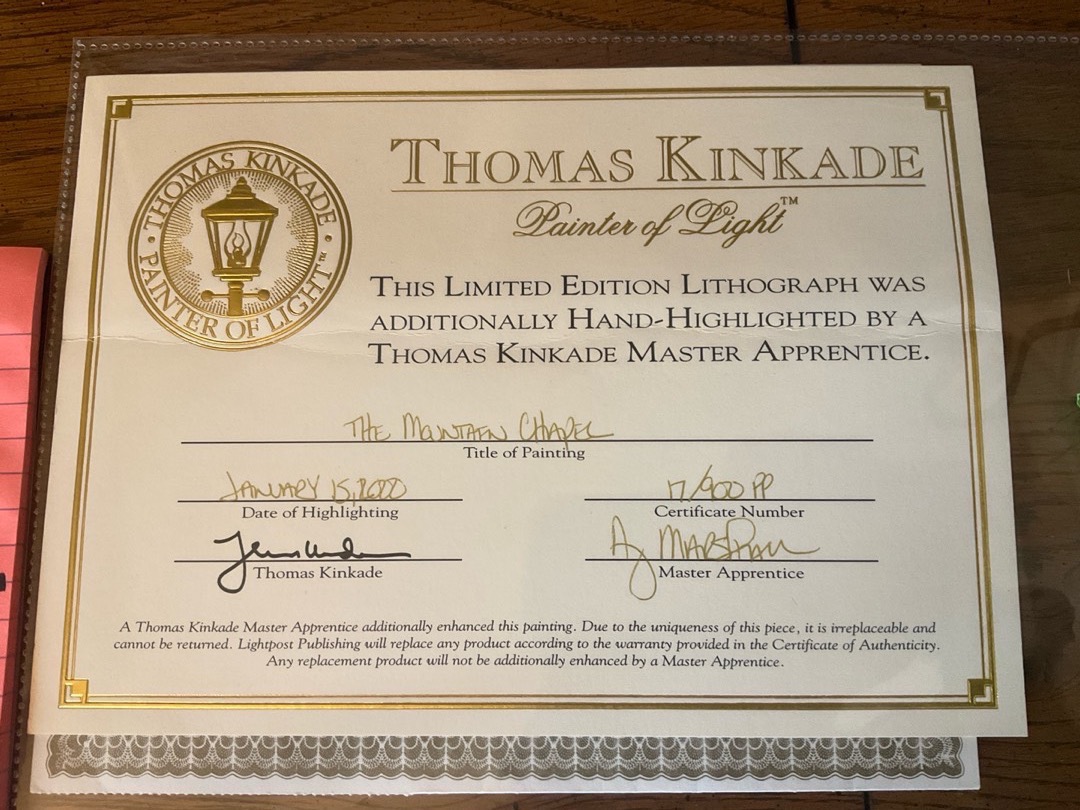 THOMAS KINKADE
• PAINTER OF LIGHT™ •
THOMAS KINKADE
Painter of Light™
THIS LIMITED EDITION LITHOGRAPH WAS
ADDITIONALLY HAND-HIGHLIGHTED BY A
THOMAS KINKADE MASTER APPRENTICE.
THE MOUNTAIN CHAPEL
Title of Painting
JANUARY 15, 2000
Date of Highlighting
17/900 PP
Certificate Number
Thomas Kinkade
Master Apprentice
A Thomas Kinkade Master Apprentice additionally enhanced this painting. Due to the uniqueness of this piece, it is irreplaceable and
cannot be returned. Lightpost Publishing will replace any product according to the warranty provided in the Certificate of Authenticity.
Any replacement product will not be additionally enhanced by a Master Apprentice.